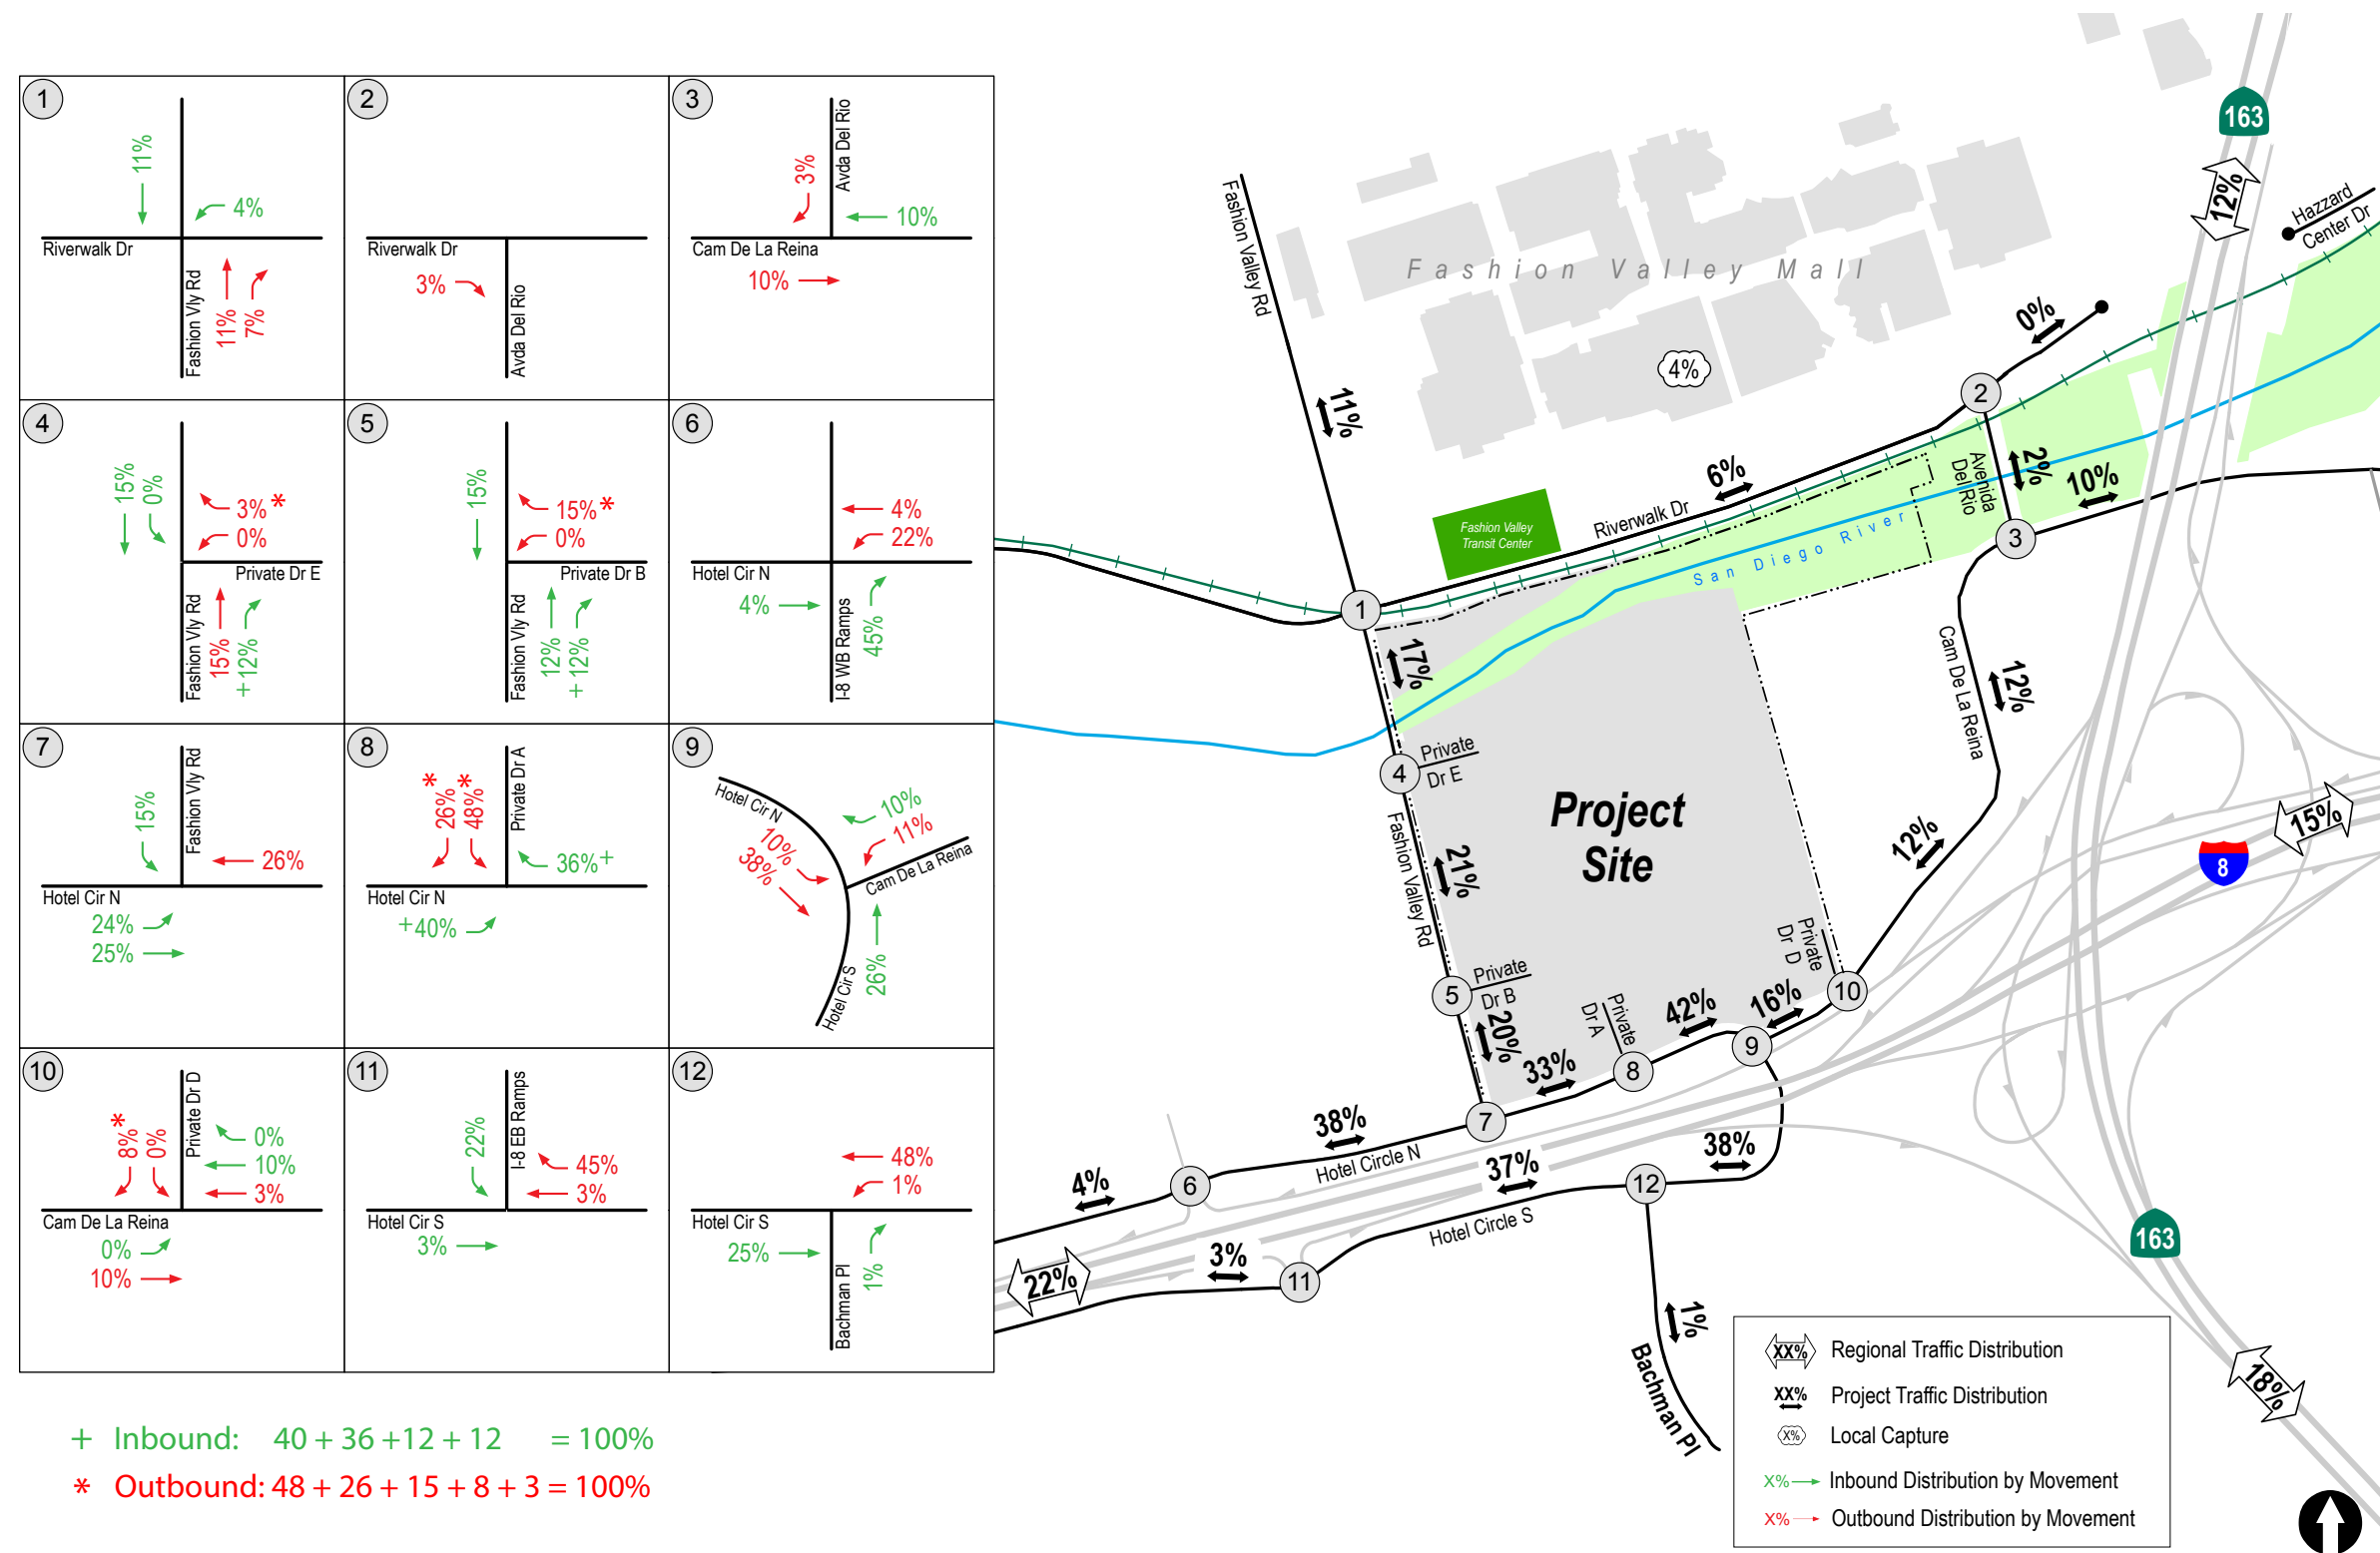 1
11%
4%
Riverwalk Dr
Fashion Vly Rd
11%
7%
2
Riverwalk Dr
3%
Avda Del Rio
3
3%
Avda Del Rio
10%
Cam De La Reina
10%
4
15%
0%
3%*
0%
Private Dr E
Fashion Vly Rd
15%
+12%
5
15%
15%*
0%
Private Dr B
Fashion Vly Rd
12%
+12%
6
4%
22%
Hotel Cir N
4%
I-8 WB Ramps
45%
7
15%
Fashion Vly Rd
26%
Hotel Cir N
24%
25%
8
26%*
48%*
Private Dr A
36%+
Hotel Cir N
+40%
9
Hotel Cir N
10%
38%
10%
11%
Cam De La Reina
Hotel Cir S
26%
10
8%*
0%
Private Dr D
0%
10%
3%
Cam De La Reina
0%
10%
11
22%
I-8 EB Ramps
45%
3%
Hotel Cir S
3%
12
48%
1%
Hotel Cir S
25%
Bachman Pl
1%
+ Inbound: 40 + 36 +12 + 12 = 100%
* Outbound: 48 + 26 + 15 + 8 + 3 = 100%
163
12%
Hazzard
Center Dr
Fashion Valley Rd
Fashion Valley Mall
4%
0%
11%
2
6%
Avenida
Del Rio
2%
10%
Fashion Valley
Transit Center
Riverwalk Dr
San Diego River
3
1
17%
Cam De La Reina
12%
4
Private
Dr E
Project
Site
Fashion Valley Rd
21%
12%
15%
8
5
Private
Dr B
20%
Private
Dr A
Private
Dr D
42%
16%
10
9
33%
8
7
38%
Hotel Circle N
37%
38%
4%
6
12
Hotel Circle S
3%
11
22%
1%
Bachman Pl
163
18%
XX% Regional Traffic Distribution
XX% Project Traffic Distribution
X% Local Capture
X% Inbound Distribution by Movement
X% Outbound Distribution by Movement